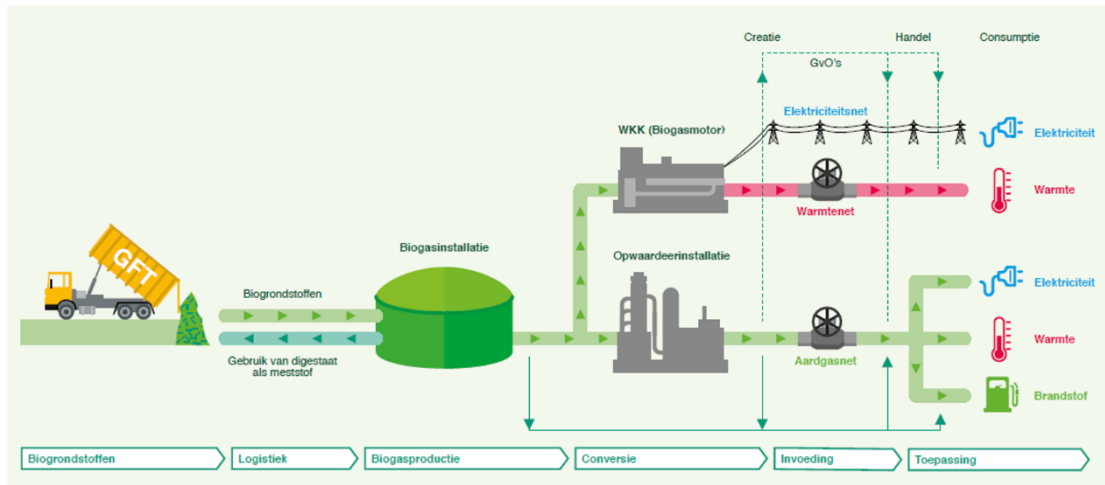 Creatie
Handel
Consumptie
GvO's
Elektriciteitsnet
WKK (Biogasmotor)
Elektriciteit
Warmte
Warmtenet
GFT
Biogasinstallatie
Opwaardeerinstallatie
Biogrondstoffen
Elektriciteit
Warmte
Gebruik van digestaat
als meststof
Aardgasnet
Brandstof
Biogrondstoffen
Logistiek
Biogasproductie
Conversie
Invoeding
Toepassing